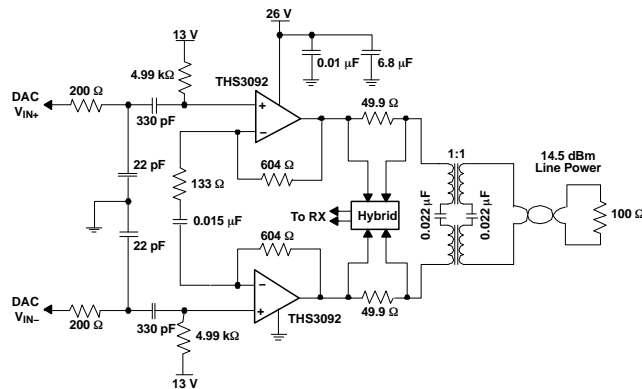 26 V
13 V
0.01 µF
6.8 µF
4.99 kΩ
THS3092
DAC
VIN+
200 Ω
330 pF
+
−
49.9 Ω
604 Ω
22 pF
133 Ω
0.015 µF
1:1
14.5 dBm
Line Power
To RX
Hybrid
0.022 µF
0.022 µF
100 Ω
22 pF
604 Ω
−
+
DAC
VIN−
200 Ω
330 pF
4.99 kΩ
THS3092
49.9 Ω
13 V